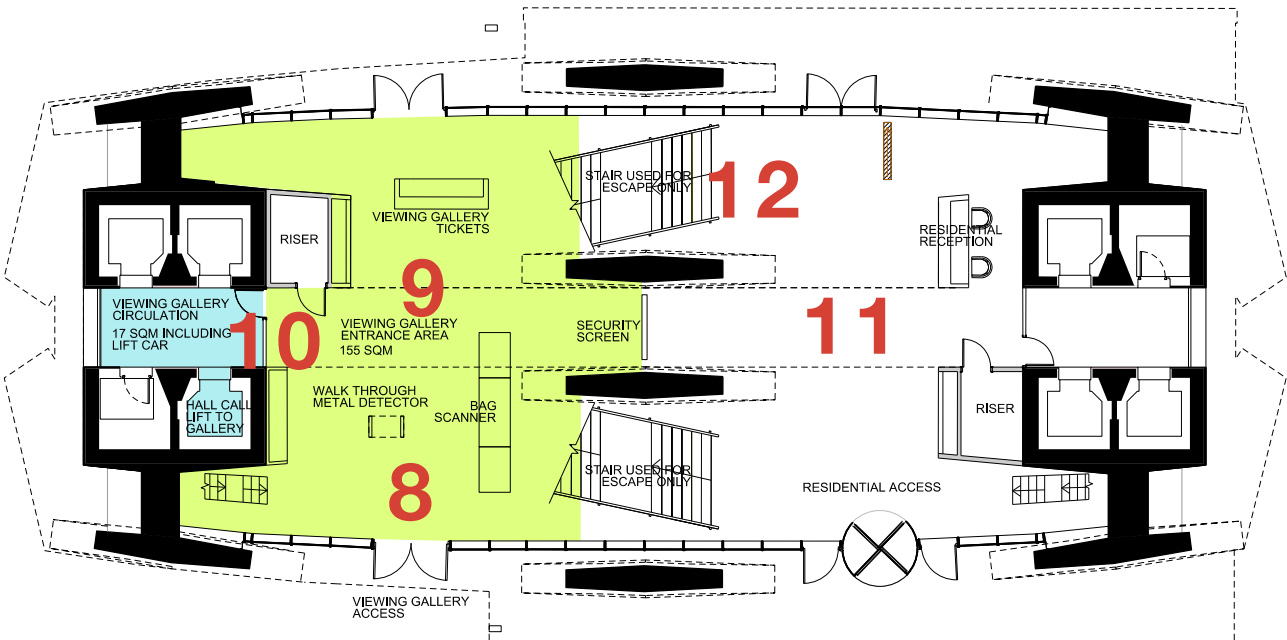 STAIR USED FOR
ESCAPE ONLY
12
VIEWING GALLERY
TICKETS
RISER
RESIDENTIAL
RECEPTION
9
VIEWING GALLERY
CIRCULATION
17 SQM INCLUDING
LIFT CAR
10
VIEWING GALLERY
ENTRANCE AREA
155 SQM
SECURITY
SCREEN
11
WALK THROUGH
METAL DETECTOR
BAG
SCANNER
HALL CALL
LIFT TO
GALLERY
RISER
8
STAIR USED FOR
ESCAPE ONLY
RESIDENTIAL ACCESS
VIEWING GALLERY
ACCESS